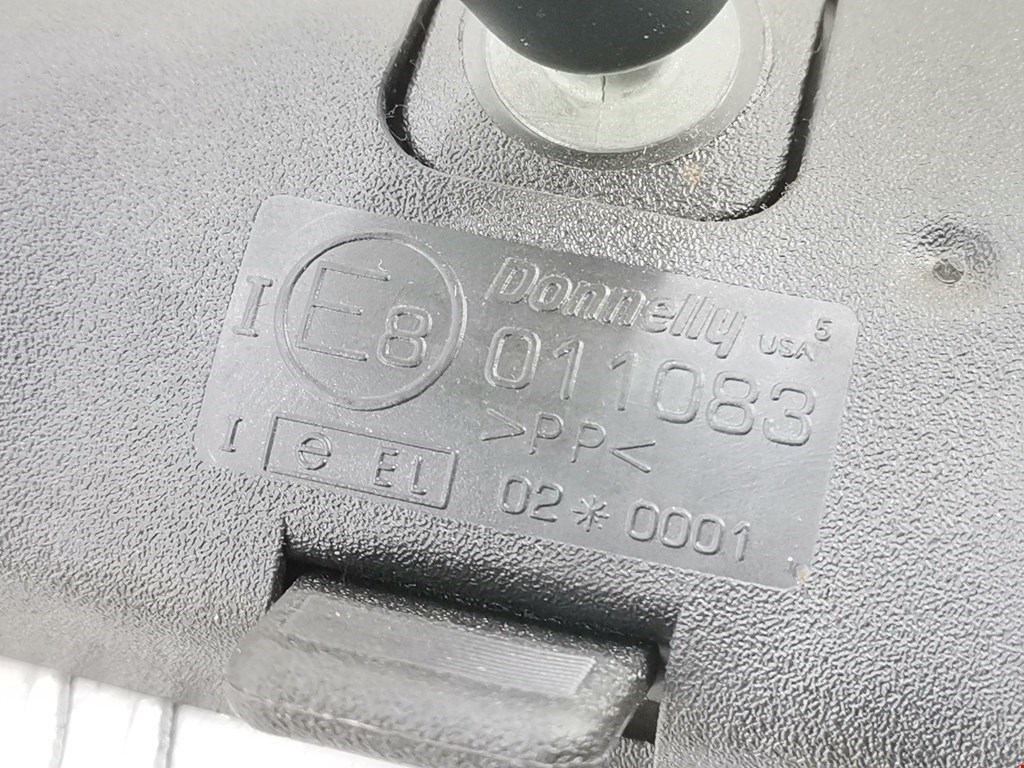 Donnelly USA 5
I E8 011083
>PP<
I ⊖ EL 02*0001